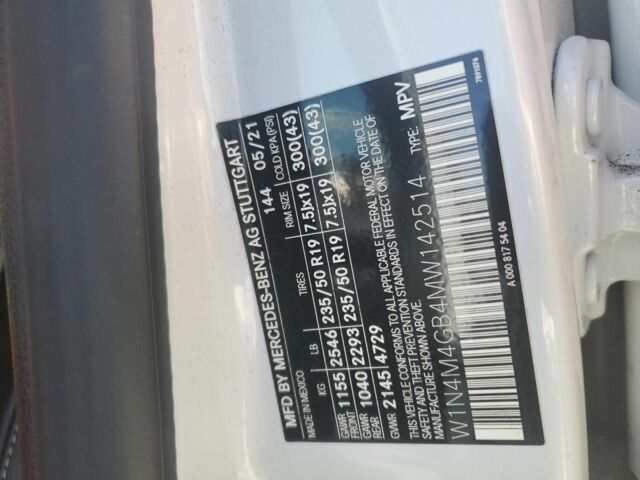 MFD BY MERCEDES-BENZ AG STUTTGART
MADE IN MEXICO 144 05/21
KG LB TIRES RIM SIZE COLD KPA(PSI)
GAWR FRONT 1155 2546 235/50 R19 7.5Jx19 300(43)
GAWR REAR 1040 2293 235/50 R19 7.5Jx19 300(43)
GVWR 2145 4729
THIS VEHICLE CONFORMS TO ALL APPLICABLE FEDERAL MOTOR VEHICLE
SAFETY AND THEFT PREVENTION STANDARDS IN EFFECT ON THE DATE OF
MANUFACTURE SHOWN ABOVE.
W1N4M4GB4MW142514 TYPE: MPV
A 000 817 54 04
7691074